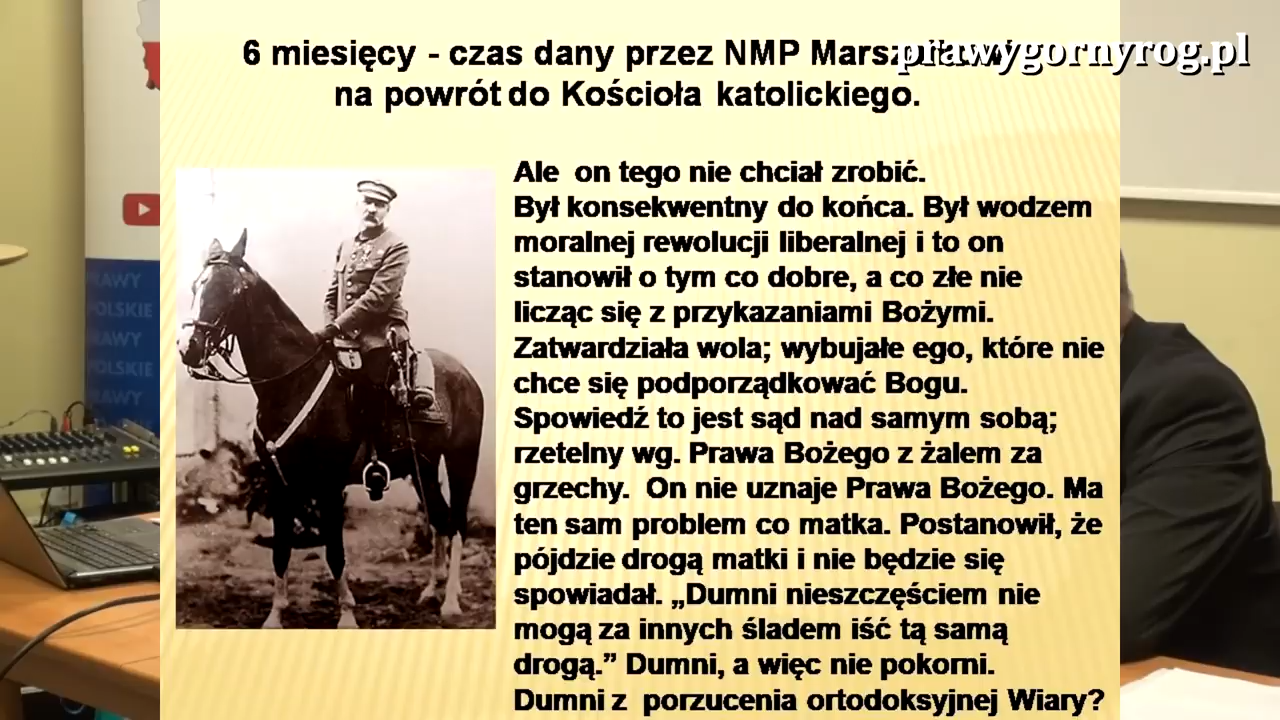 6 miesięcy - czas dany przez NMP
prawygornyrog.pl
na powrót do Kościoła katolickiego.
Ale on tego nie chciał zrobić.
Był konsekwentny do końca. Był wodzem
moralnej rewolucji liberalnej i to on
stanowił o tym co dobre, a co złe nie
licząc się z przykazaniami Bożymi.
Zatwardziała wola; wybujałe ego, które nie
chce się podporządkować Bogu.
Spowiedź to jest sąd nad samym sobą;
rzetelny wg. Prawa Bożego z żalem za
grzechy. On nie uznaje Prawa Bożego. Ma
ten sam problem co matka. Postanowił, że
pójdzie drogą matki i nie będzie się
spowiadał. „Dumni nieszczęściem nie
mogą za innych śladem iść tą samą
drogą.” Dumni, a więc nie pokorni.
Dumni z porzucenia ortodoksyjnej Wiary?
RAWY
POLSKIE
PRAWY
POLSKIE
RAWY